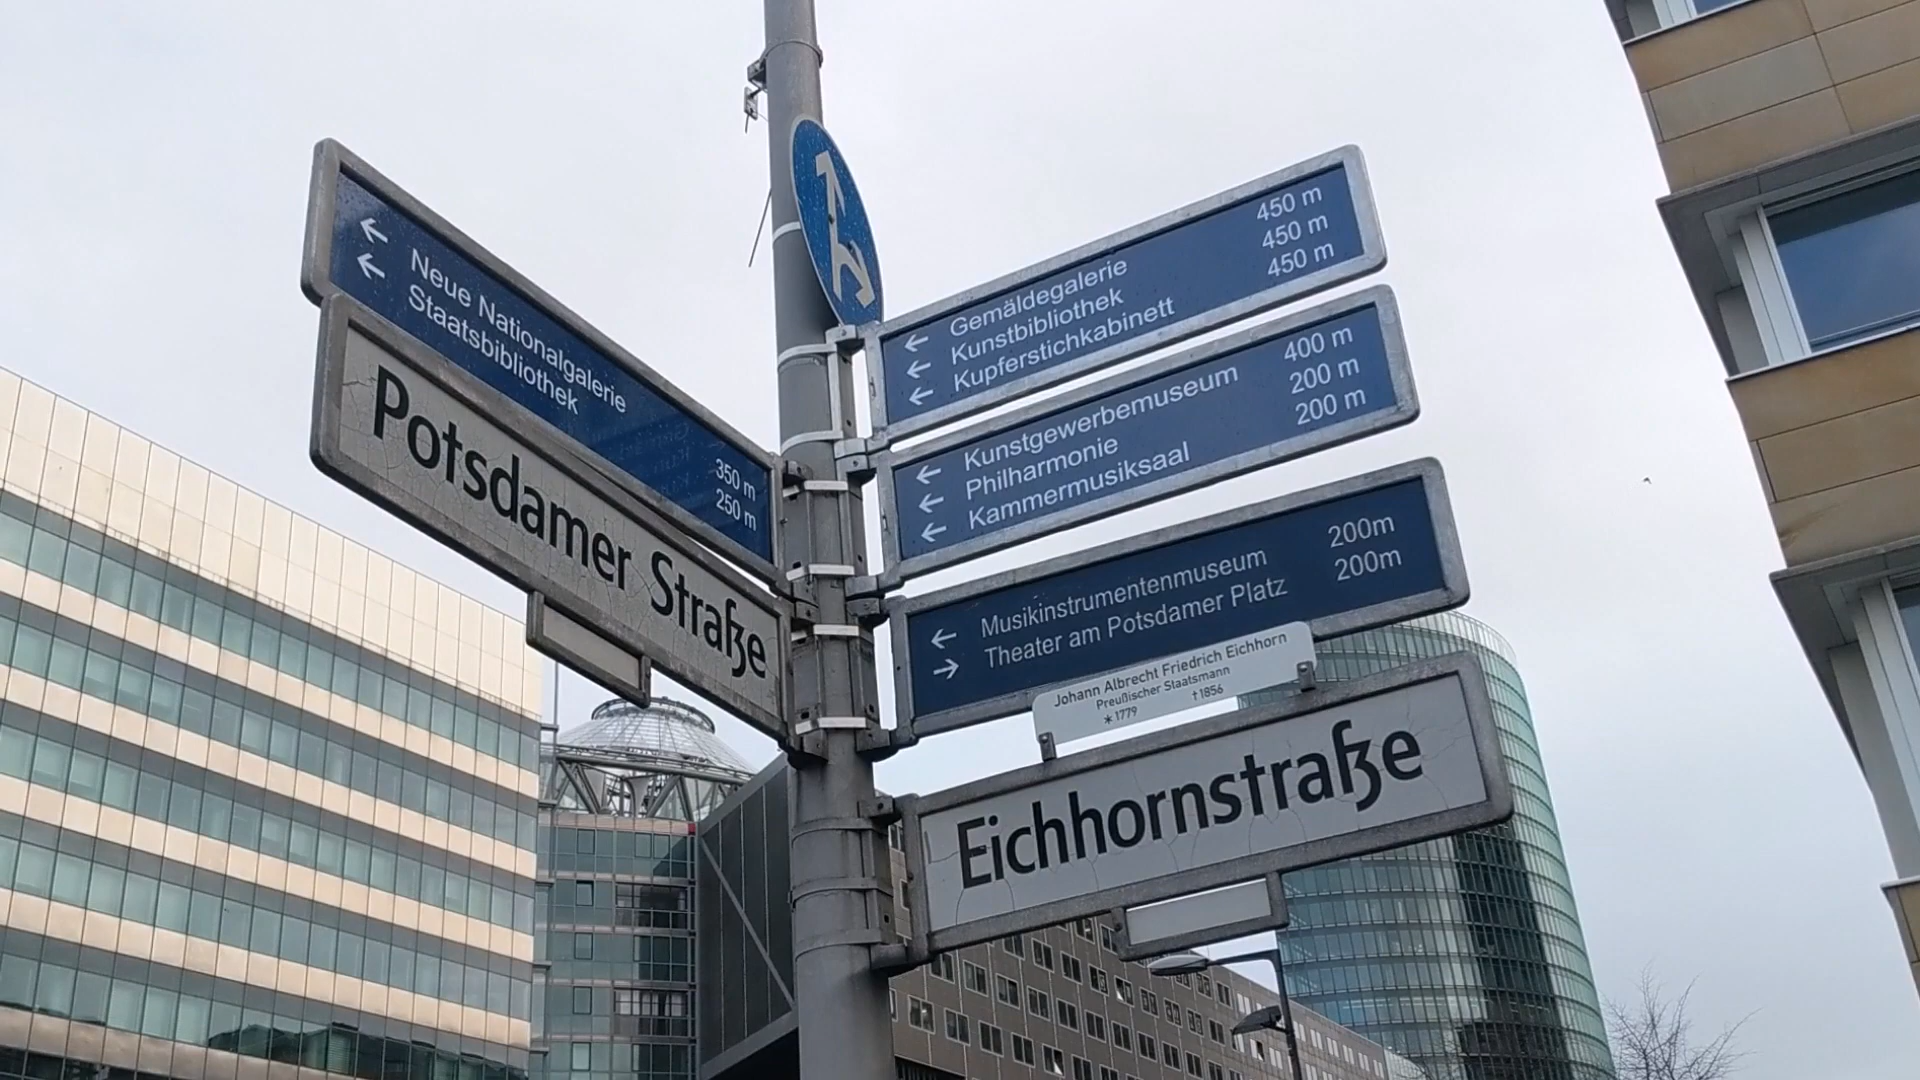 Neue Nationalgalerie 350 m
Staatsbibliothek 250 m
Potsdamer Straße
Gemäldegalerie 450 m
Kunstbibliothek 450 m
Kupferstichkabinett 450 m
Kunstgewerbemuseum 400 m
Philharmonie 200 m
Kammermusiksaal 200 m
Musikinstrumentenmuseum 200m
Theater am Potsdamer Platz 200m
Johann Albrecht Friedrich Eichhorn
Preußischer Staatsmann
*1779 †1856
Eichhornstraße